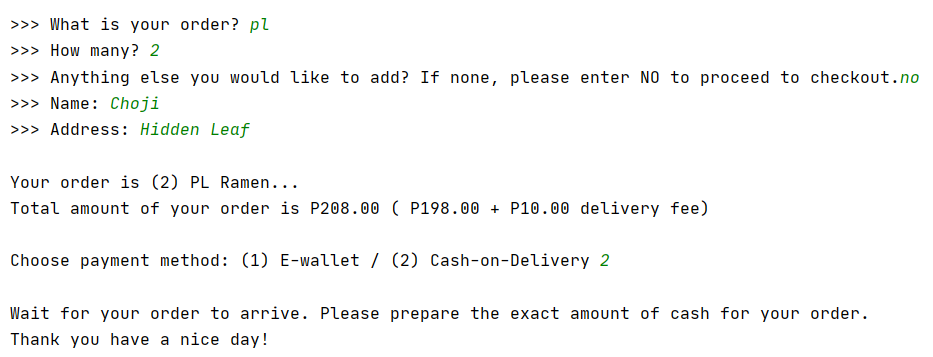 >>> What is your order? pl
>>> How many? 2
>>> Anything else you would like to add? If none, please enter NO to proceed to checkout.no
>>> Name: Choji
>>> Address: Hidden Leaf
Your order is (2) PL Ramen...
Total amount of your order is P208.00 ( P198.00 + P10.00 delivery fee)
Choose payment method: (1) E-wallet / (2) Cash-on-Delivery 2
Wait for your order to arrive. Please prepare the exact amount of cash for your order.
Thank you have a nice day!